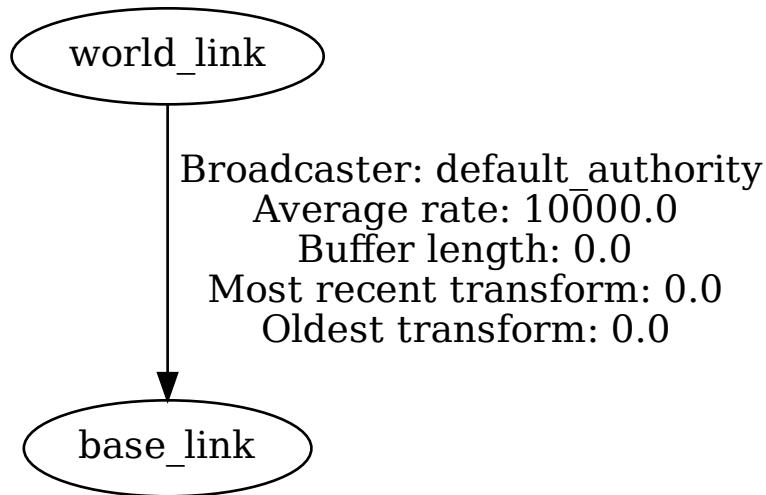 world_link
Broadcaster: default_authority
Average rate: 10000.0
Buffer length: 0.0
Most recent transform: 0.0
Oldest transform: 0.0
base_link